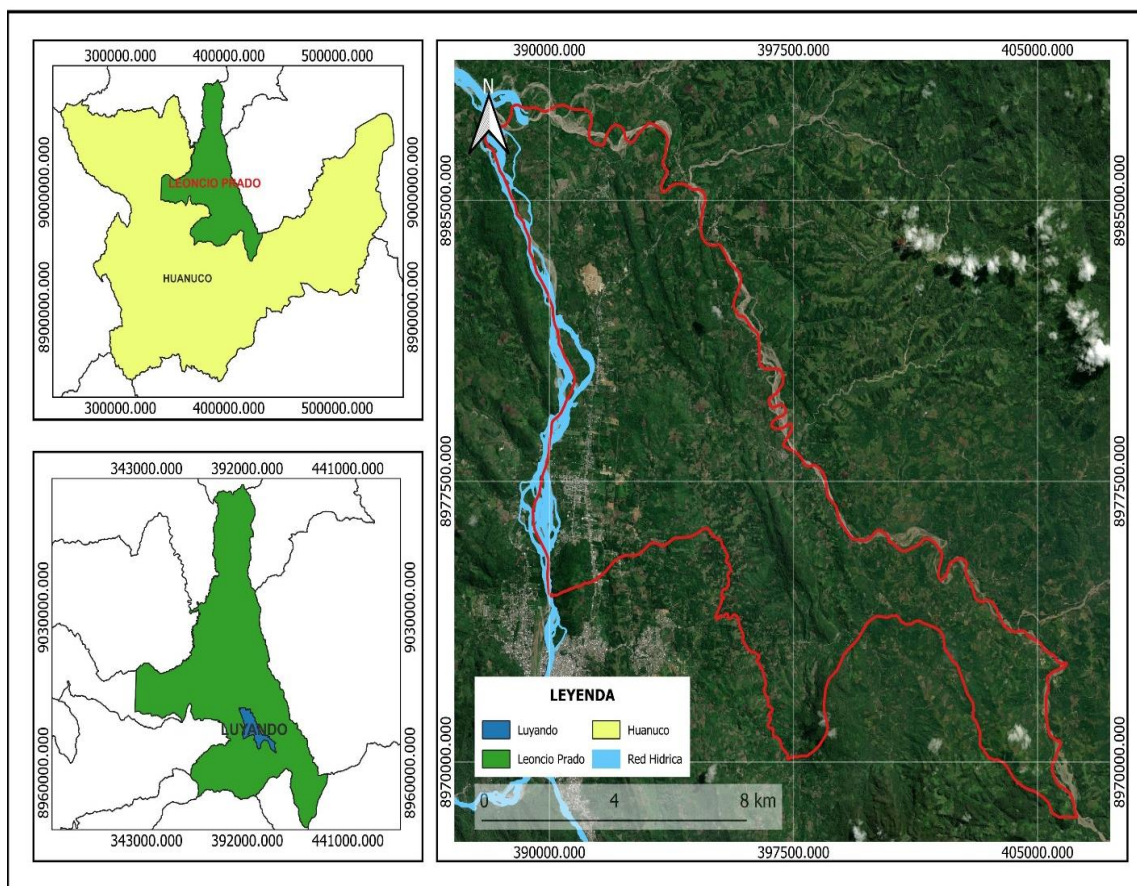 300000.000 400000.000 500000.000
8900000.000 9000000.000
LEONCIO PRADO
HUANUCO
8900000.000 9000000.000
300000.000 400000.000 500000.000
343000.000 392000.000 441000.000
8960000.000 9030000.000
LUYANDO
8960000.000 9030000.000
343000.000 392000.000 441000.000
390000.000 397500.000 405000.000
N
8970000.000 8977500.000 8985000.000
8970000.000 8977500.000 8985000.000
LEYENDA
Luyando Huanuco
Leoncio Prado Red Hidrica
0 4 8 km
390000.000 397500.000 405000.000